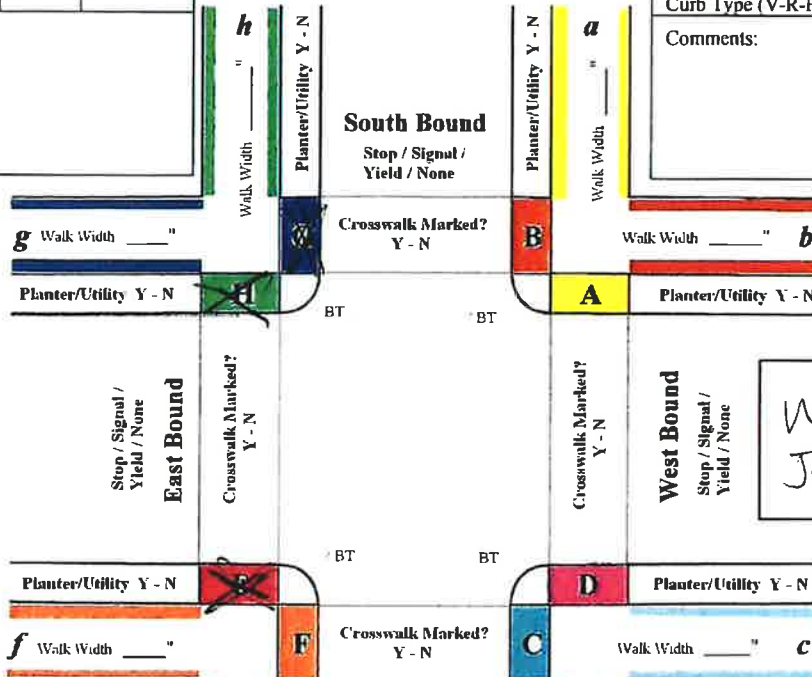 Curb Type (V-R-
Comments:
h
Planter/Utility Y - N
South Bound
Stop / Signal /
Yield / None
Planter/Utility Y - N
a
"
Walk Width ____
"
Walk Width ____
g Walk Width ____"
Crosswalk Marked?
Y - N
B
Walk Width ____" b
Planter/Utility Y - N
H
BT
BT
A
Planter/Utility Y - N
Stop / Signal /
Yield / None
East Bound
Crosswalk Marked?
Y - N
Crosswalk Marked?
Y - N
West Bound
Stop / Signal /
Yield / None
BT
BT
Planter/Utility Y - N
D
Planter/Utility Y - N
f Walk Width ____"
F
Crosswalk Marked?
Y - N
C
Walk Width ____" c